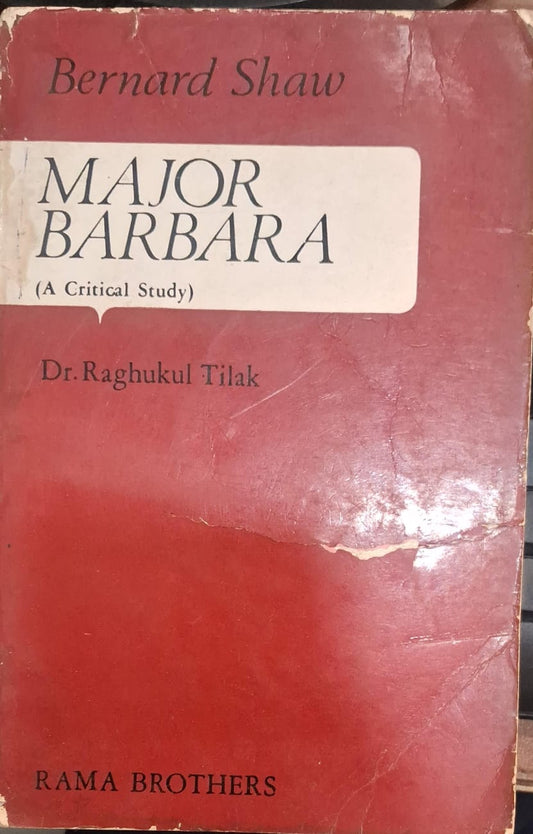 Bernard Shaw
MAJOR
BARBARA
(A Critical Study)
Dr. Raghukul Tilak
RAMA BROTHERS